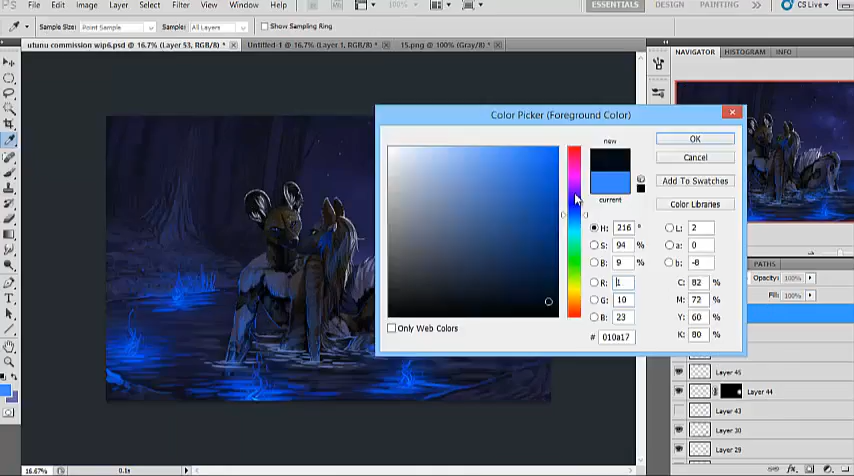 PS File Edit Image Layer Select Filter View Window Help 100% ESSENTIALS DESIGN PAINTING >> CS Live
Sample Size: Point Sample Sample: All Layers Show Sampling Ring
utunu commission wip6.psd @ 16.7% (Layer 53, RGB/8) * × Untitled-1 @ 16.7% (Layer 1, RGB/8) * × 15.png @ 100% (Gray/8) * ×
NAVIGATOR HISTOGRAM INFO
Color Picker (Foreground Color)
new
current
OK
Cancel
Add To Swatches
Color Libraries
H: 216 ° L: 2
S: 94 % a: 0
B: 9 % b: -8
R: 1 C: 82 %
G: 10 M: 72 %
B: 23 Y: 60 %
# 010a17 K: 80 %
Only Web Colors
PATHS
Opacity: 100%
Fill: 100%
Layer 45
Layer 44
Layer 43
Layer 30
Layer 29
16.67% 0.1s